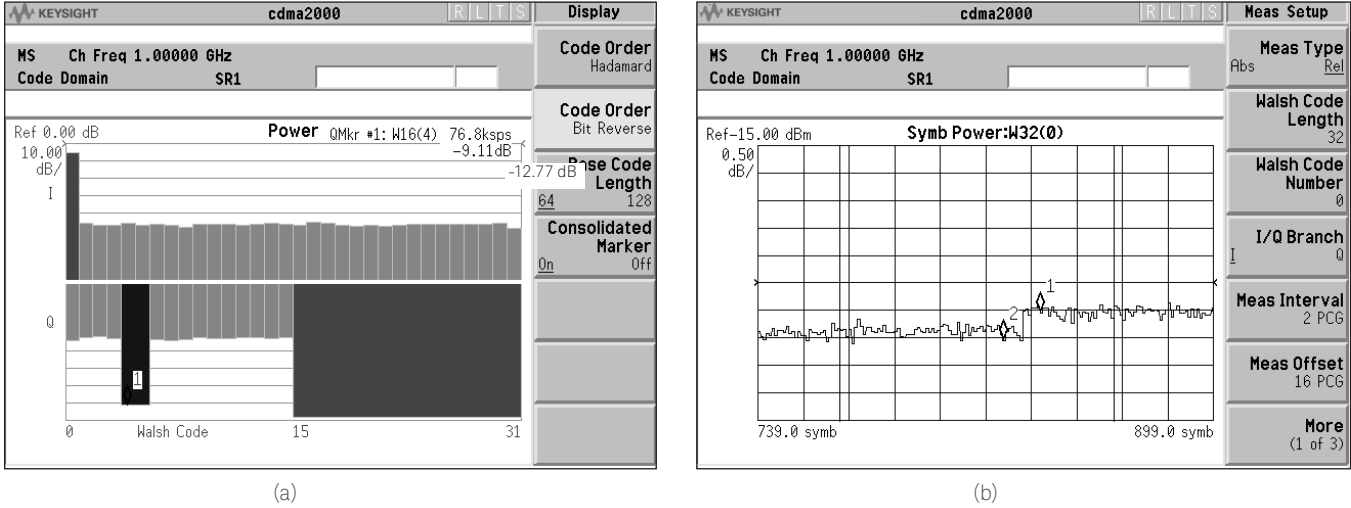 KEYSIGHT cdma2000 R L T S Display
MS Ch Freq 1.00000 GHz
Code Domain SR1
Ref 0.00 dB Power QMkr #1: W16(4) 76.8ksps
-9.11dB
-12.77 dB
10.00
dB/
I
Q
1
0 Walsh Code 15 31
Code Order
Hadamard
Code Order
Bit Reverse
Base Code
Length
64 128
Consolidated
Marker
On Off
(a)
KEYSIGHT cdma2000 R L T S Meas Setup
MS Ch Freq 1.00000 GHz
Code Domain SR1
Ref-15.00 dBm Symb Power:W32(0)
0.50
dB/
1
2
739.0 symb 899.0 symb
Meas Type
Abs Rel
Walsh Code
Length
32
Walsh Code
Number
0
I/Q Branch
I Q
Meas Interval
2 PCG
Meas Offset
16 PCG
More
(1 of 3)
(b)